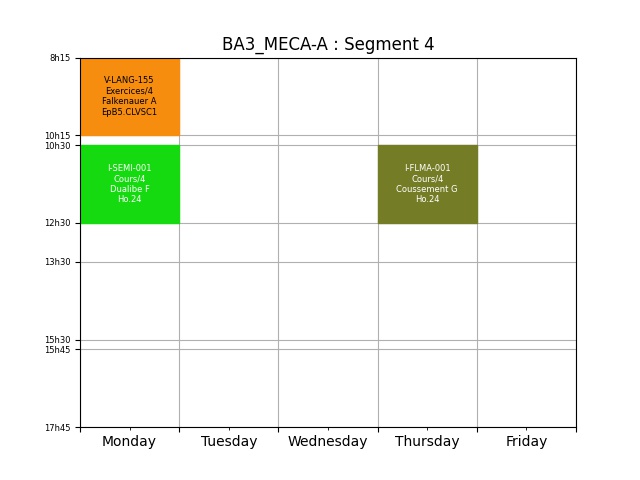 BA3_MECA-A : Segment 4
8h15
V-LANG-155
Exercices/4
Falkenauer A
EpB5.CLVSC1
10h15
10h30
I-SEMI-001
Cours/4
Dualibe F
Ho.24
I-FLMA-001
Cours/4
Coussement G
Ho.24
12h30
13h30
15h30
15h45
17h45
Monday Tuesday Wednesday Thursday Friday